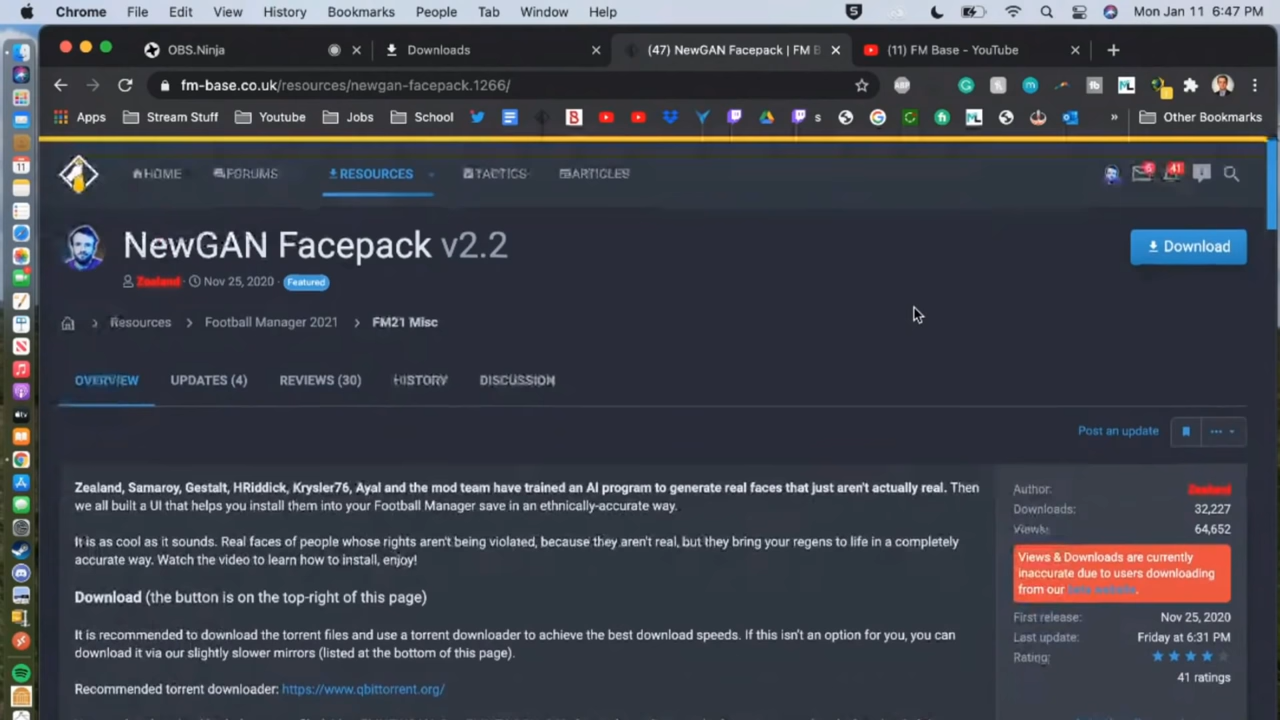 Chrome File Edit View History Bookmarks People Tab Window Help Mon Jan 11 6:47 PM
OBS.Ninja Downloads (47) NewGAN Facepack | FM B (11) FM Base - YouTube
fm-base.co.uk/resources/newgan-facepack.1266/
Apps Stream Stuff Youtube Jobs School s » Other Bookmarks
HOME FORUMS RESOURCES TACTICS ARTICLES 6 41
NewGAN Facepack v2.2
Download
Zealand · Nov 25, 2020 · Featured
Resources > Football Manager 2021 > FM21 Misc
OVERVIEW UPDATES (4) REVIEWS (30) HISTORY DISCUSSION
Post an update
Zealand, Samaroy, Gestalt, HRiddick, Krysler76, Ayal and the mod team have trained an AI program to generate real faces that just aren't actually real. Then
we all built a UI that helps you install them into your Football Manager save in an ethnically-accurate way.
It is as cool as it sounds. Real faces of people whose rights aren't being violated, because they aren't real, but they bring your regens to life in a completely
accurate way. Watch the video to learn how to install, enjoy!
Download (the button is on the top-right of this page)
It is recommended to download the torrent files and use a torrent downloader to achieve the best download speeds. If this isn't an option for you, you can
download it via our slightly slower mirrors (listed at the bottom of this page).
Recommended torrent downloader: https://www.qbittorrent.org/
Author: Zealand
Downloads: 32,227
Views: 64,652
Views & Downloads are currently
inaccurate due to users downloading
from our
First release: Nov 25, 2020
Last update: Friday at 6:31 PM
Rating:
41 ratings